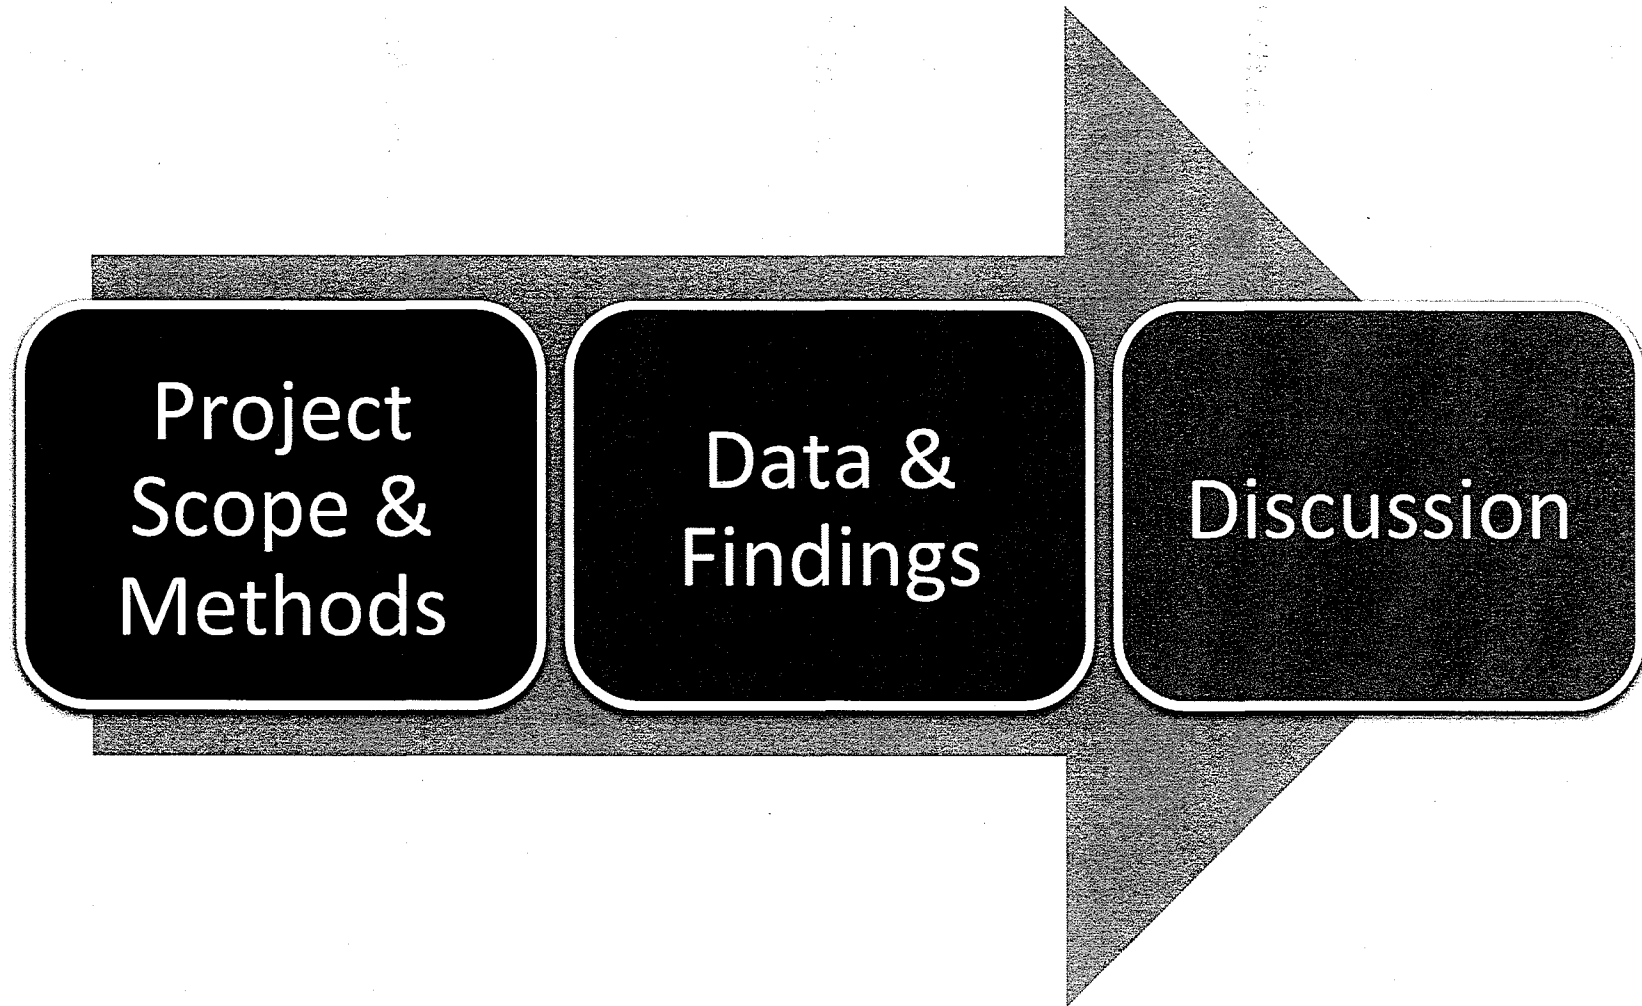 Project
Scope &
Methods
Data &
Findings
Discussion